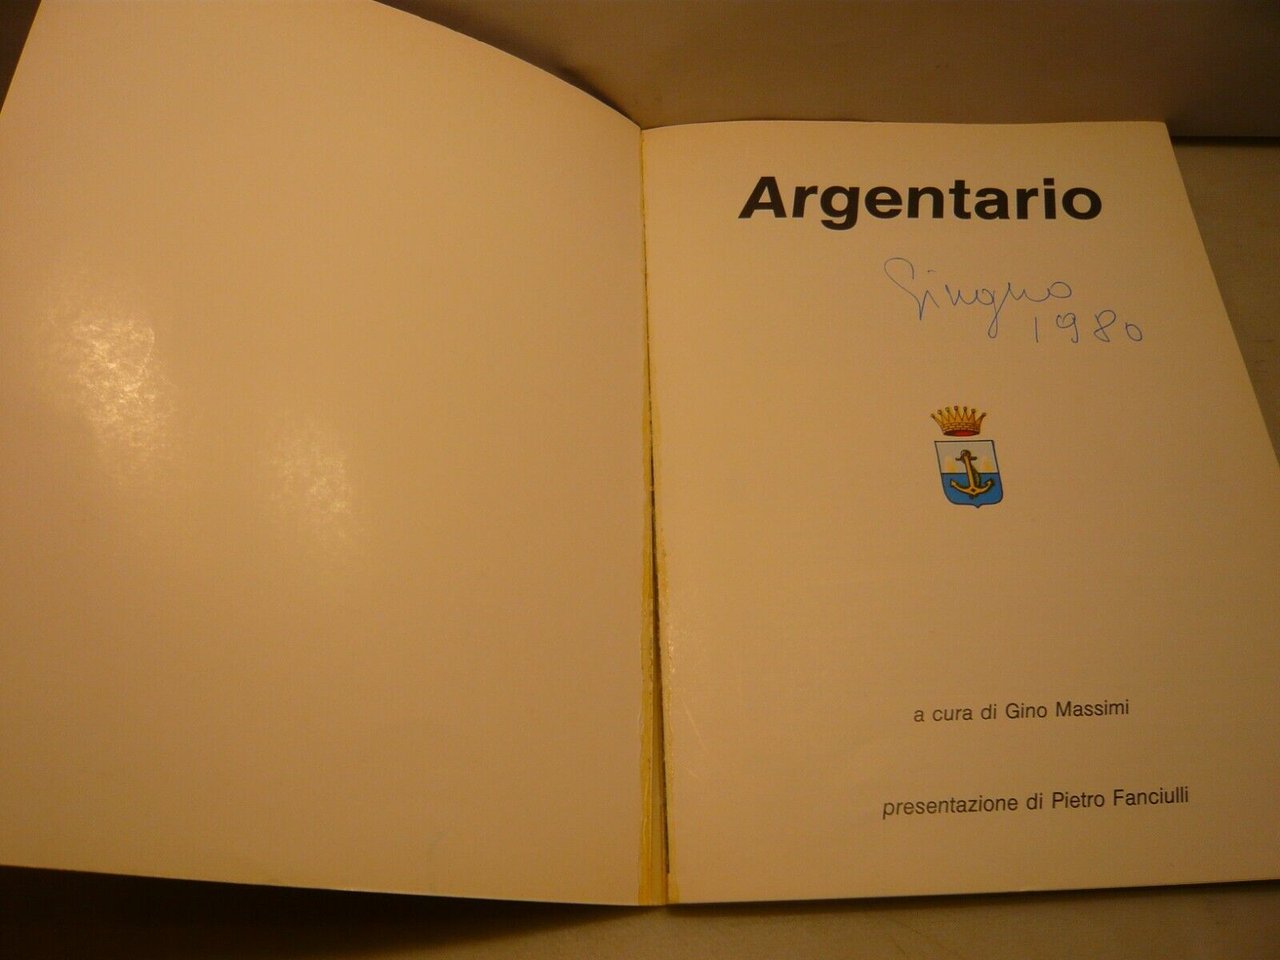 Argentario
Giugno
1980
a cura di Gino Massimi
presentazione di Pietro Fanciulli